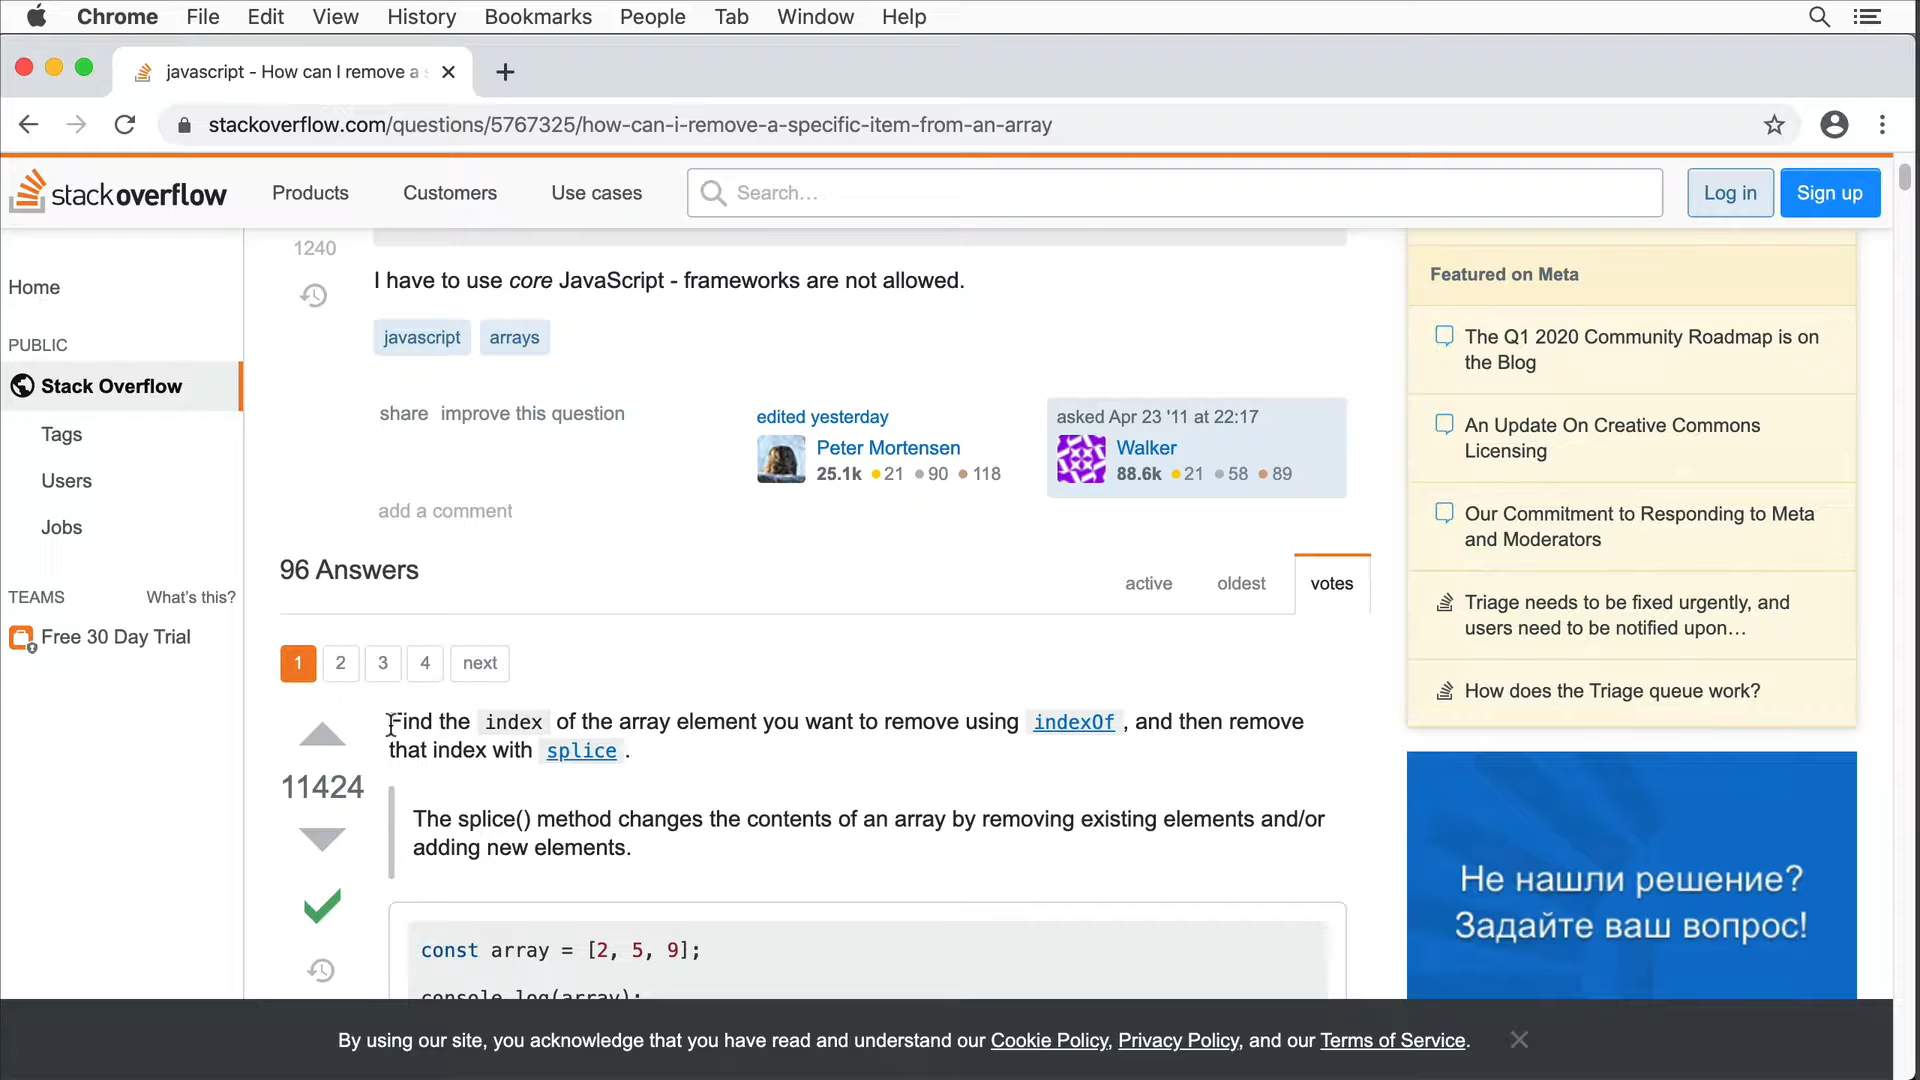 Chrome File Edit View History Bookmarks People Tab Window Help
javascript - How can I remove a s
stackoverflow.com/questions/5767325/how-can-i-remove-a-specific-item-from-an-array
stackoverflow Products Customers Use cases Search… Log in Sign up
Home
PUBLIC
Stack Overflow
Tags
Users
Jobs
TEAMS What's this?
Free 30 Day Trial
1240
I have to use core JavaScript - frameworks are not allowed.
javascript arrays
share improve this question
edited yesterday
Peter Mortensen
25.1k 21 90 118
asked Apr 23 '11 at 22:17
Walker
88.6k 21 58 89
add a comment
96 Answers
active oldest votes
1 2 3 4 next
11424
Find the index of the array element you want to remove using indexOf, and then remove
that index with splice.
The splice() method changes the contents of an array by removing existing elements and/or
adding new elements.
const array = [2, 5, 9];
console.log(array);
Featured on Meta
The Q1 2020 Community Roadmap is on
the Blog
An Update On Creative Commons
Licensing
Our Commitment to Responding to Meta
and Moderators
Triage needs to be fixed urgently, and
users need to be notified upon…
How does the Triage queue work?
Не нашли решение?
Задайте ваш вопрос!
By using our site, you acknowledge that you have read and understand our Cookie Policy, Privacy Policy, and our Terms of Service.